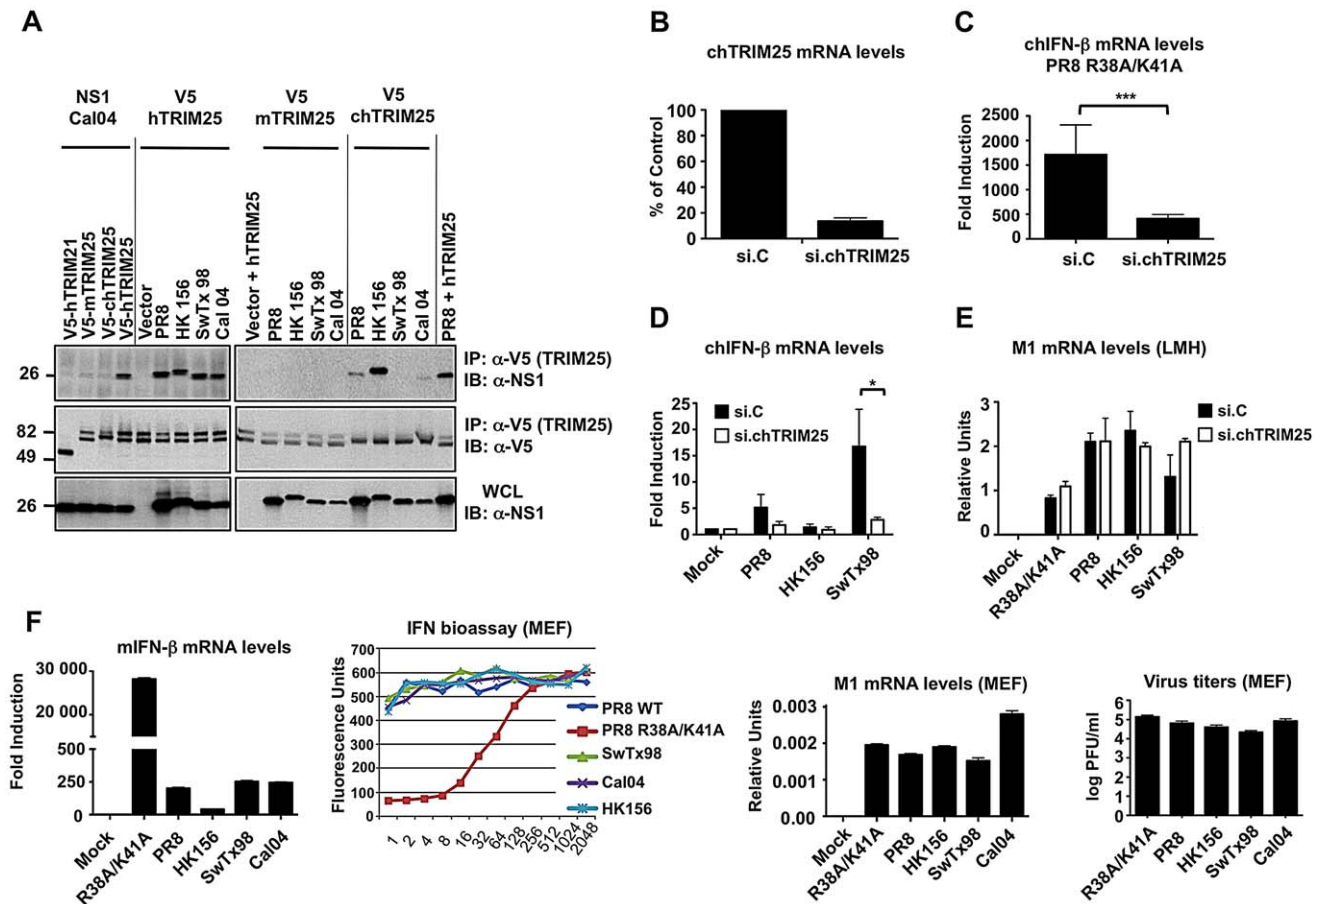 A
NS1
Cal04
V5
hTRIM25
V5
mTRIM25
V5
chTRIM25
V5-hTRIM21
V5-mTRIM25
V5-chTRIM25
V5-hTRIM25
Vector
PR8
HK 156
SwTx 98
Cal 04
Vector + hTRIM25
PR8
HK 156
SwTx 98
Cal 04
PR8
HK 156
SwTx 98
Cal 04
PR8 + hTRIM25
26
IP: α-V5 (TRIM25)
IB: α-NS1
82
49
IP: α-V5 (TRIM25)
IB: α-V5
26
WCL
IB: α-NS1
B
chTRIM25 mRNA levels
% of Control
100
80
60
40
20
0
si.C
si.chTRIM25
C
chIFN-β mRNA levels
PR8 R38A/K41A
***
Fold Induction
2500
2000
1500
1000
500
0
si.C
si.chTRIM25
D
chIFN-β mRNA levels
Fold Induction
25
20
15
10
5
0
si.C
si.chTRIM25
*
Mock
PR8
HK156
SwTx98
E
M1 mRNA levels (LMH)
Relative Units
3
2
1
0
si.C
si.chTRIM25
Mock
R38A/K41A
PR8
HK156
SwTx98
F
mIFN-β mRNA levels
Fold Induction
30 000
20 000
500
250
0
Mock
R38A/K41A
PR8
HK156
SwTx98
Cal04
IFN bioassay (MEF)
Fluorescence Units
700
600
500
400
300
200
100
0
1
2
4
8
16
32
64
128
256
512
1024
2048
PR8 WT
PR8 R38A/K41A
SwTx98
Cal04
HK156
M1 mRNA levels (MEF)
Relative Units
0.003
0.002
0.001
0.00
Mock
R38A/K41A
PR8
HK156
SwTx98
Cal04
Virus titers (MEF)
log PFU/ml
6
5
4
3
2
1
0
R38A/K41A
PR8
HK156
SwTx98
Cal04